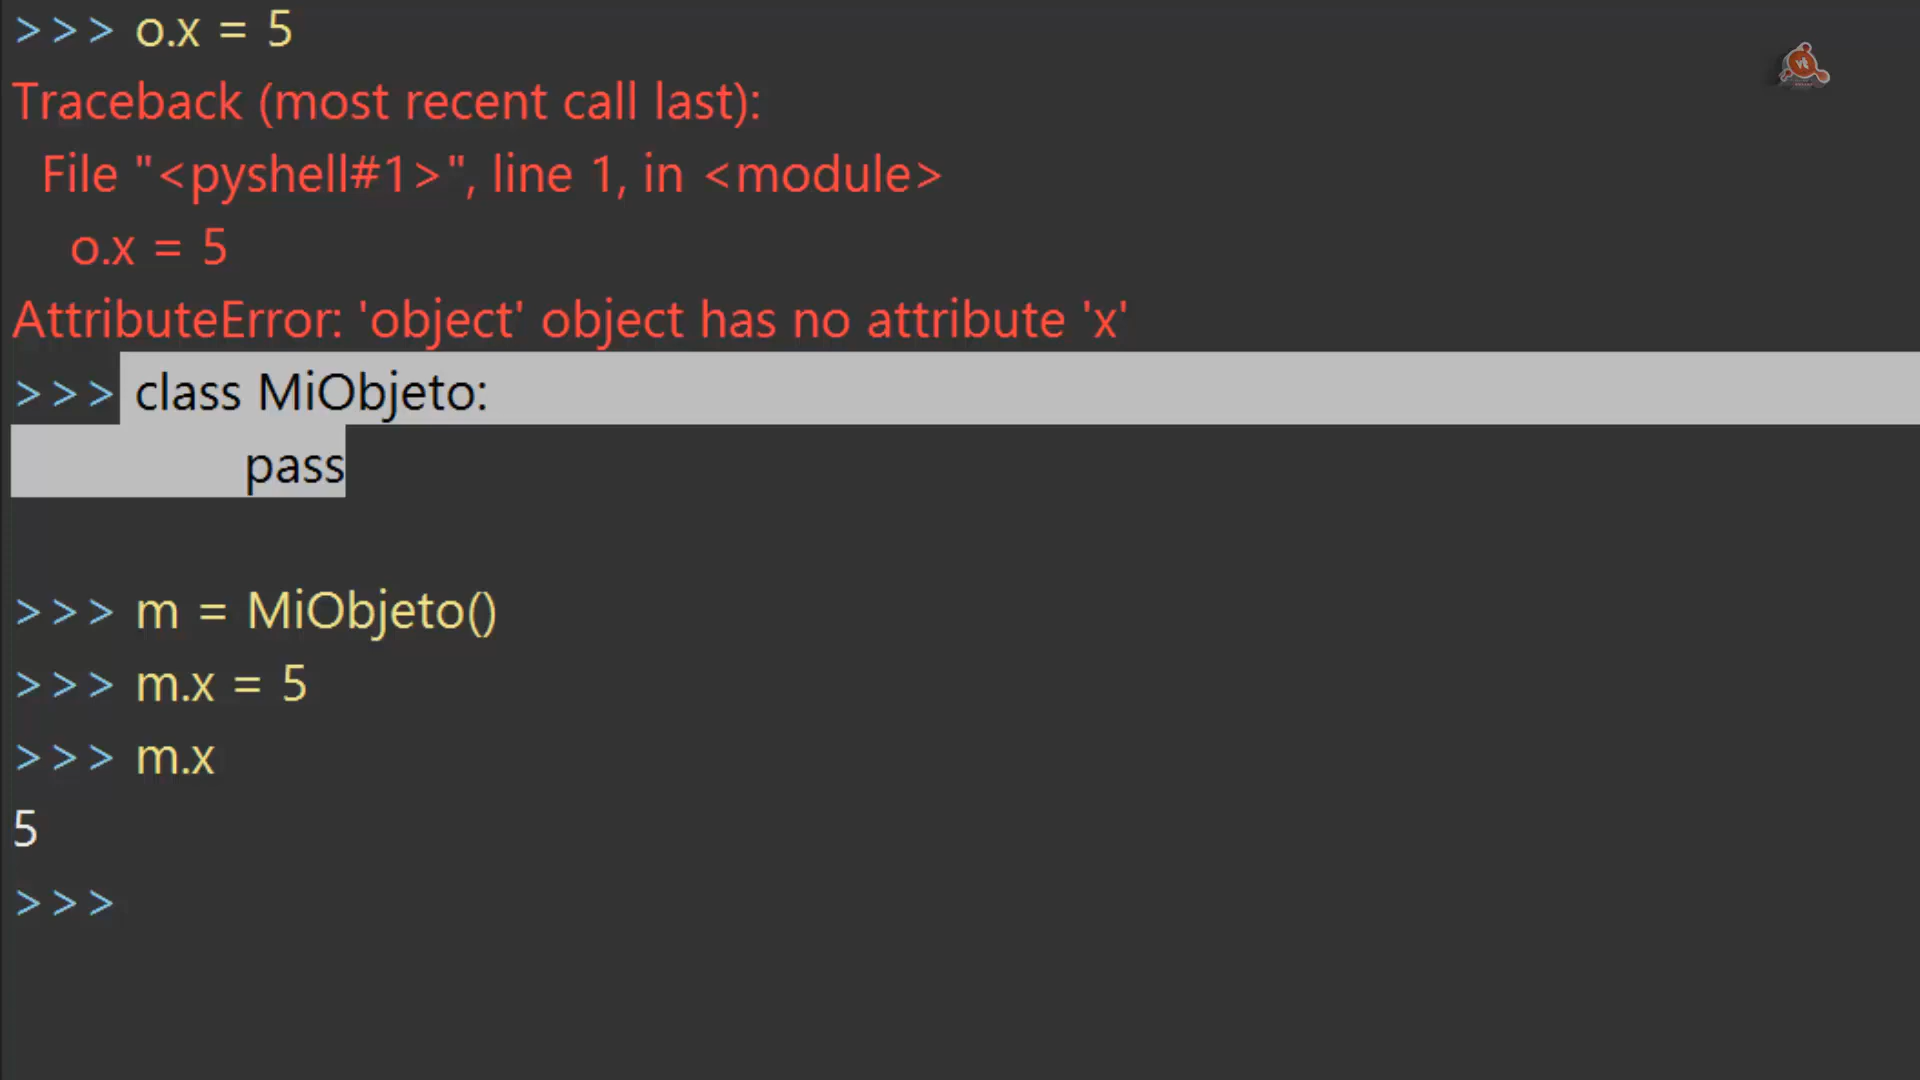 >>> o.x = 5
Traceback (most recent call last):
  File "<pyshell#1>", line 1, in <module>
    o.x = 5
AttributeError: 'object' object has no attribute 'x'
>>> class MiObjeto:
	pass
>>> m = MiObjeto()
>>> m.x = 5
>>> m.x
5
>>>